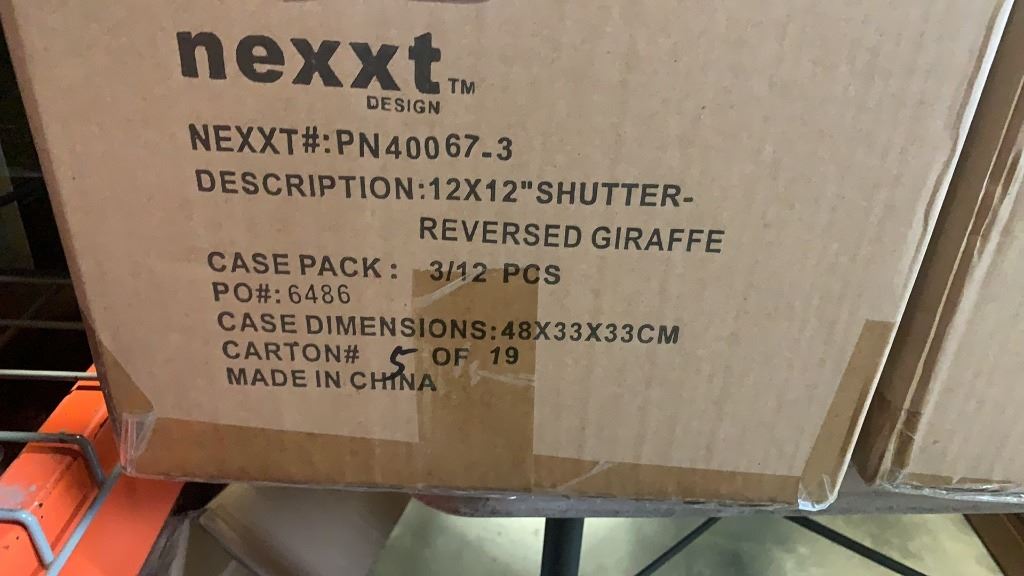 nexxt™
DESIGN
NEXXT#:PN40067-3
DESCRIPTION:12X12"SHUTTER-
REVERSED GIRAFFE
CASE PACK: 3/12 PCS
PO#:6486
CASE DIMENSIONS:48X33X33CM
CARTON# 5 OF 19
MADE IN CHINA